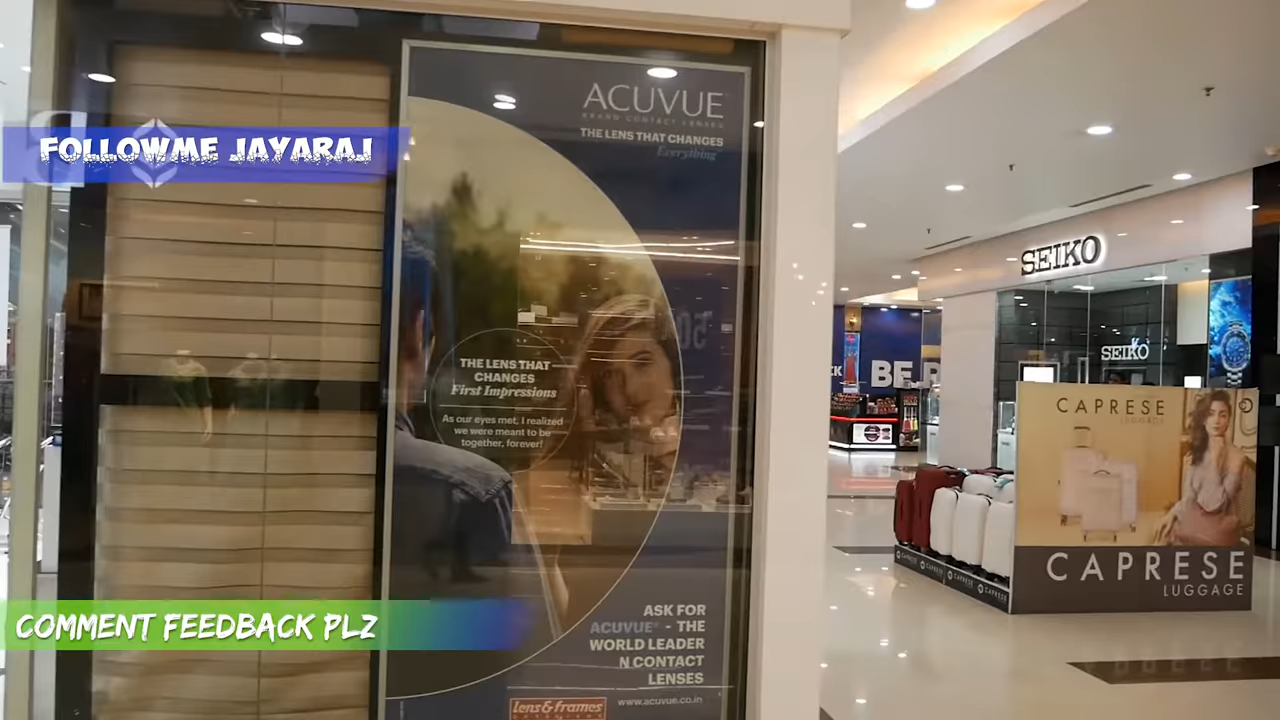 FOLLOWME JAYARAJ
COMMENT FEEDBACK PLZ
ACUVUE
BRAND CONTACT LENSES
THE LENS THAT CHANGES
Everything
THE LENS THAT
CHANGES
First Impressions
As our eyes met, I realized
we were meant to be
together, forever!
ASK FOR
ACUVUE® - THE
WORLD LEADER
N CONTACT
LENSES
lens&frames
www.acuvue.co.in
SEIKO
SEIKO
BE
CAPRESE
LUGGAGE
CAPRESE
LUGGAGE
CAPRESE
CAPRESE
CAPRESE
CAPRESE